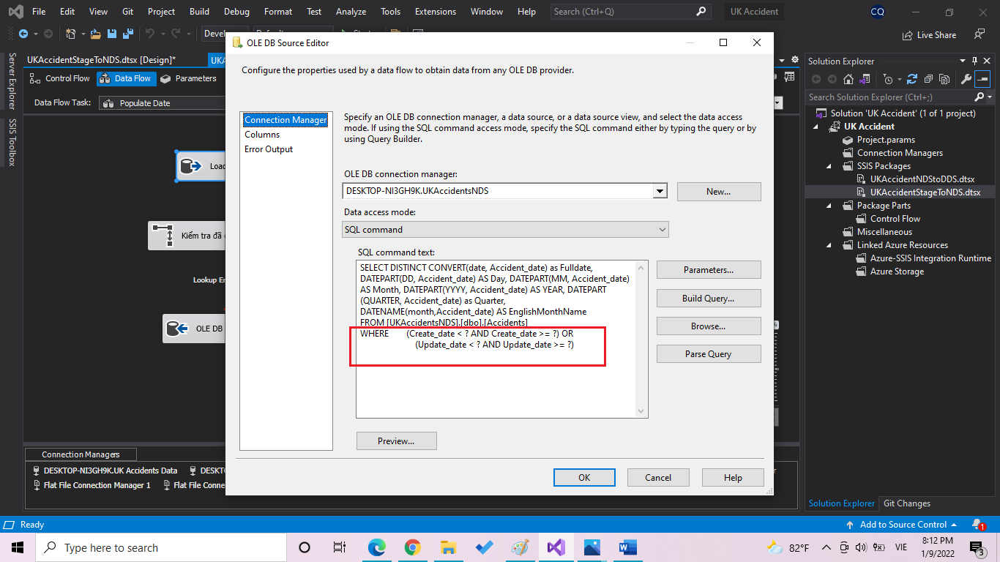 File Edit View Git Project Build Debug Format Test Analyze Tools Extensions Window Help Search (Ctrl+Q) UK Accident CQ
Live Share
OLE DB Source Editor
UKAccidentStageToNDS.dtsx [Design]*
Control Flow Data Flow Parameters
Data Flow Task: Populate Date
Server Explorer
SSIS Toolbox
Lookup
OLE DB
Configure the properties used by a data flow to obtain data from any OLE DB provider.
Connection Manager
Columns
Error Output
Specify an OLE DB connection manager, a data source, or a data source view, and select the data access
mode. If using the SQL command access mode, specify the SQL command either by typing the query or by
using Query Builder.
OLE DB connection manager:
DESKTOP-NI3GH9K.UKAccidentsNDS
New...
Data access mode:
SQL command
SQL command text:
SELECT DISTINCT CONVERT(date, Accident_date) as Fulldate,
DATEPART(DD, Accident_date) AS Day, DATEPART(MM, Accident_date)
AS Month, DATEPART(YYYY, Accident_date) AS YEAR, DATEPART
(QUARTER, Accident_date) as Quarter,
DATENAME(month,Accident_date) AS EnglishMonthName
FROM [UKAccidentsNDS].[dbo].[Accidents]
WHERE (Create_date < ? AND Create_date >= ?) OR
(Update_date < ? AND Update_date >= ?)
Parameters...
Build Query...
Browse...
Parse Query
Preview...
OK Cancel Help
Solution Explorer
Search Solution Explorer (Ctrl+;)
Solution 'UK Accident' (1 of 1 project)
UK Accident
Project.params
Connection Managers
SSIS Packages
UKAccidentNDStoDDS.dtsx
UKAccidentStageToNDS.dtsx
Package Parts
Control Flow
Miscellaneous
Linked Azure Resources
Azure-SSIS Integration Runtime
Azure Storage
Solution Explorer Git Changes
Connection Managers
DESKTOP-NI3GH9K.UK Accidents Data
Flat File Connection Manager 1
Ready
Add to Source Control 1
Type here to search
82°F
VIE
8:12 PM
1/9/2022
3